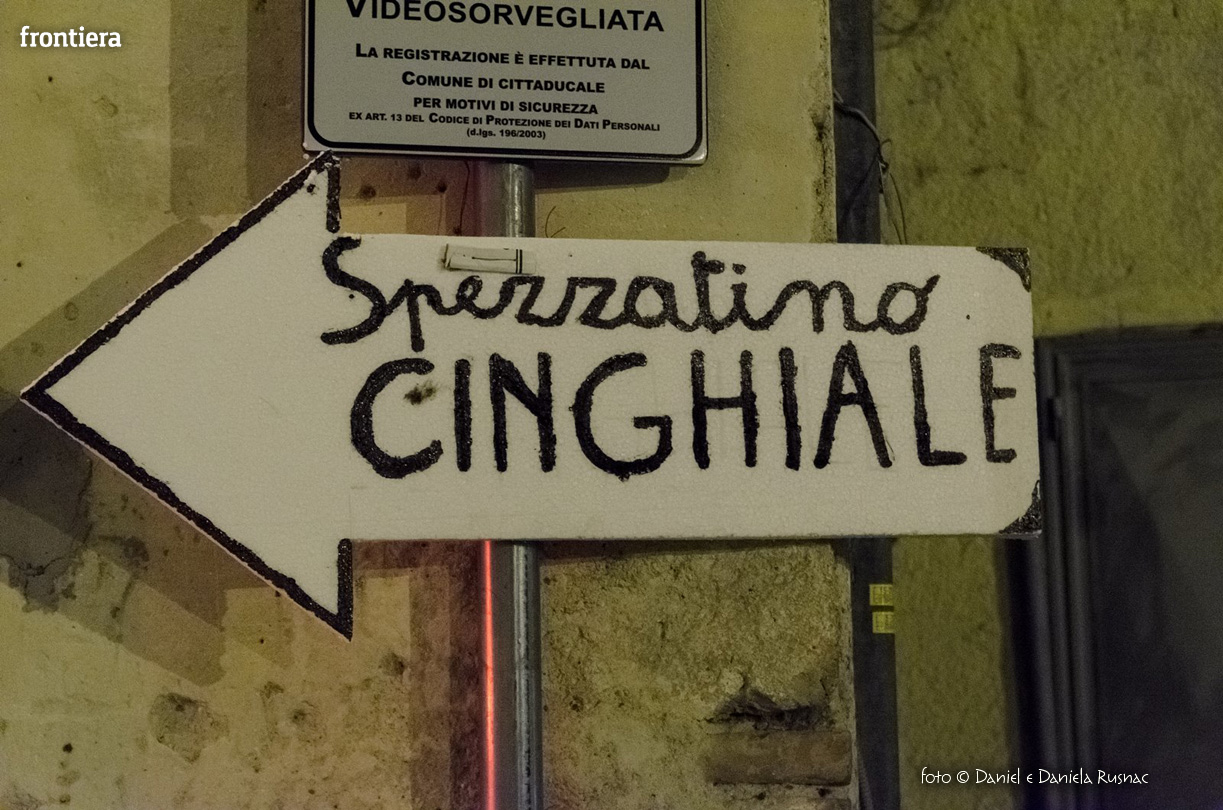 frontiera
VIDEOSORVEGLIATA
LA REGISTRAZIONE È EFFETTUATA DAL
COMUNE DI CITTADUCALE
PER MOTIVI DI SICUREZZA
EX ART. 13 DEL CODICE DI PROTEZIONE DEI DATI PERSONALI
(d.lgs. 196/2003)
Spezzatino
CINGHIALE
foto © Daniel e Daniela Rusnac